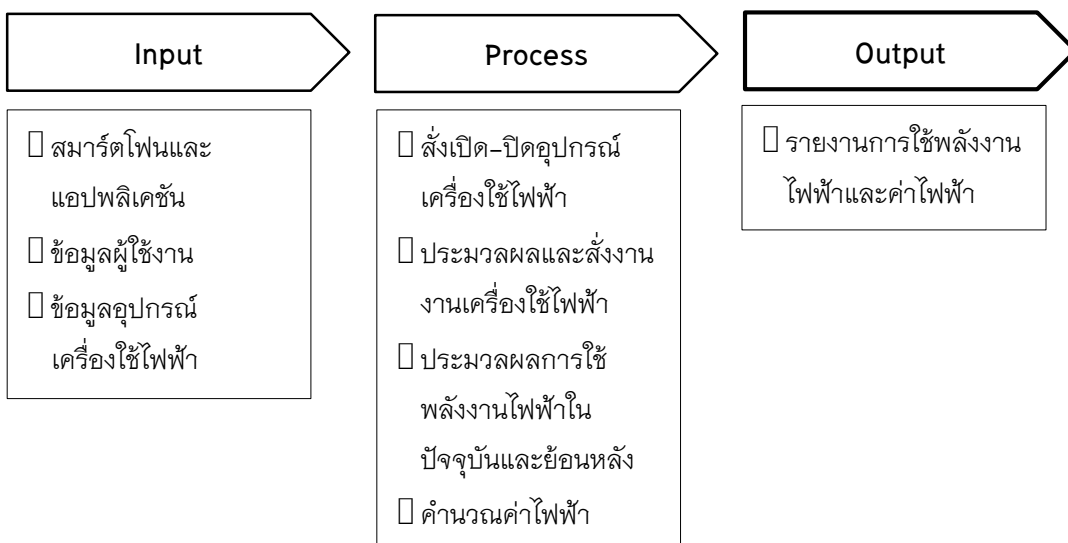 Input
Process
Output
สมาร์ตโฟนและ
แอปพลิเคชัน
ข้อมูลผู้ใช้งาน
ข้อมูลอุปกรณ์
เครื่องใช้ไฟฟ้า
สั่งเปิด-ปิดอุปกรณ์
เครื่องใช้ไฟฟ้า
ประมวลผลและสั่งงาน
งานเครื่องใช้ไฟฟ้า
ประมวลผลการใช้
พลังงานไฟฟ้าใน
ปัจจุบันและย้อนหลัง
คำนวณค่าไฟฟ้า
รายงานการใช้พลังงาน
ไฟฟ้าและค่าไฟฟ้า